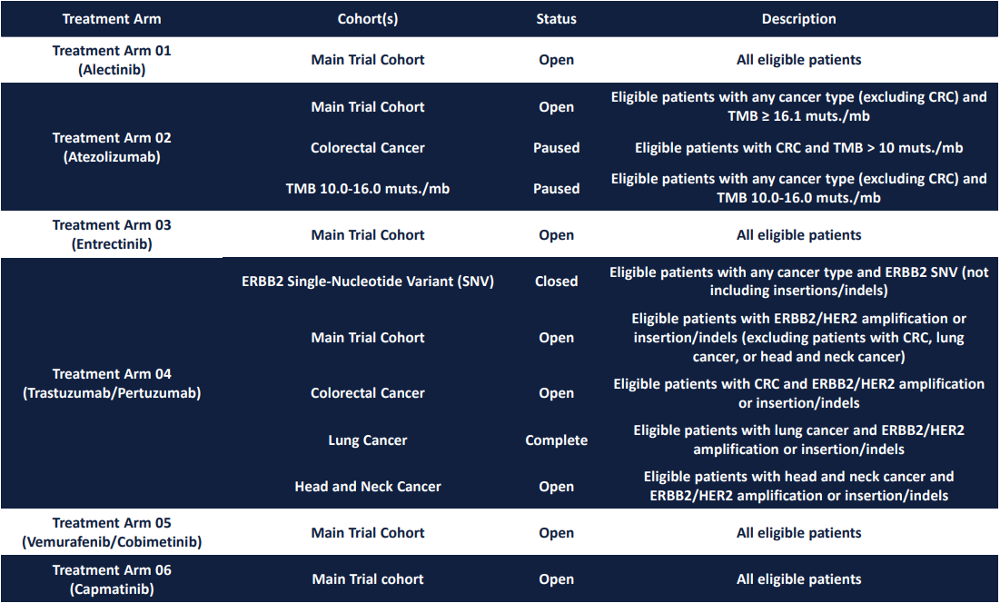 Treatment Arm Cohort(s) Status Description
Treatment Arm 01
(Alectinib)
Main Trial Cohort Open All eligible patients
Treatment Arm 02
(Atezolizumab)
Main Trial Cohort Open Eligible patients with any cancer type (excluding CRC) and
TMB ≥ 16.1 muts./mb
Colorectal Cancer Paused Eligible patients with CRC and TMB > 10 muts./mb
TMB 10.0-16.0 muts./mb Paused Eligible patients with any cancer type (excluding CRC) and
TMB 10.0-16.0 muts./mb
Treatment Arm 03
(Entrectinib)
Main Trial Cohort Open All eligible patients
Treatment Arm 04
(Trastuzumab/Pertuzumab)
ERBB2 Single-Nucleotide Variant (SNV) Closed Eligible patients with any cancer type and ERBB2 SNV (not
including insertions/indels)
Main Trial Cohort Open Eligible patients with ERBB2/HER2 amplification or
insertion/indels (excluding patients with CRC, lung
cancer, or head and neck cancer)
Colorectal Cancer Open Eligible patients with CRC and ERBB2/HER2 amplification
or insertion/indels
Lung Cancer Complete Eligible patients with lung cancer and ERBB2/HER2
amplification or insertion/indels
Head and Neck Cancer Open Eligible patients with head and neck cancer and
ERBB2/HER2 amplification or insertion/indels
Treatment Arm 05
(Vemurafenib/Cobimetinib)
Main Trial Cohort Open All eligible patients
Treatment Arm 06
(Capmatinib)
Main Trial cohort Open All eligible patients